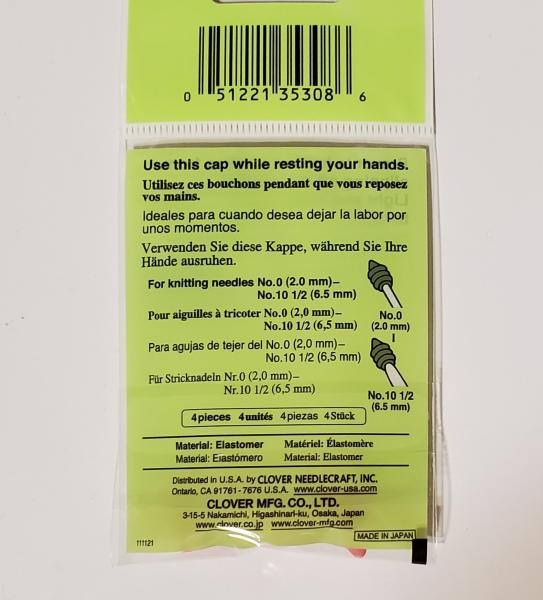 0 51221 35308 6
Use this cap while resting your hands.
Utilisez ces bouchons pendant que vous reposez
vos mains.
Ideales para cuando desea dejar la labor por
unos momentos.
Verwenden Sie diese Kappe, während Sie Ihre
Hände ausruhen.
For knitting needles No.0 (2.0 mm)–
No.10 1/2 (6.5 mm)
Pour aiguilles à tricoter No.0 (2,0 mm)–
No.10 1/2 (6,5 mm)
Para agujas de tejer del No.0 (2,0 mm)–
No.10 1/2 (6,5 mm)
Für Stricknadeln Nr.0 (2,0 mm)–
Nr.10 1/2 (6,5 mm)
No.0
(2.0 mm)
No.10 1/2
(6.5 mm)
4 pieces 4 unités 4 piezas 4 Stück
Material: Elastomer Matériel: Élastomère
Material: Elastómero Material: Elastomer
Distributed in U.S.A. by CLOVER NEEDLECRAFT, INC.
Ontario, CA 91761-7676 U.S.A. www.clover-usa.com
CLOVER MFG. CO., LTD.
3-15-5 Nakamichi, Higashinari-ku, Osaka, Japan
www.clover.co.jp www.clover-mfg.com
111121
MADE IN JAPAN